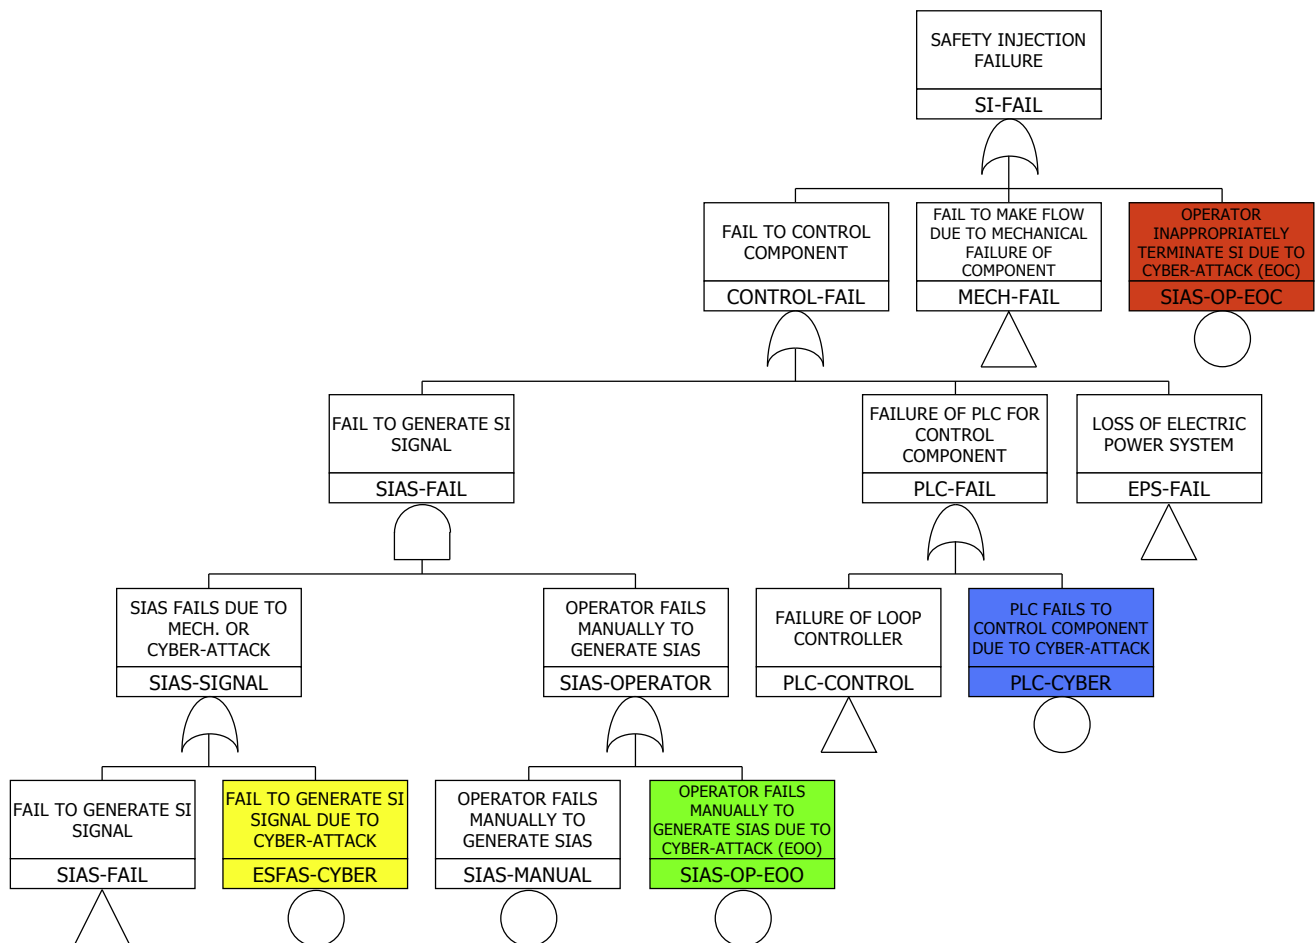 SAFETY INJECTION
FAILURE
SI-FAIL
FAIL TO CONTROL
COMPONENT
CONTROL-FAIL
FAIL TO MAKE FLOW
DUE TO MECHANICAL
FAILURE OF
COMPONENT
MECH-FAIL
OPERATOR
INAPPROPRIATELY
TERMINATE SI DUE TO
CYBER-ATTACK (EOC)
SIAS-OP-EOC
FAIL TO GENERATE SI
SIGNAL
SIAS-FAIL
FAILURE OF PLC FOR
CONTROL
COMPONENT
PLC-FAIL
LOSS OF ELECTRIC
POWER SYSTEM
EPS-FAIL
SIAS FAILS DUE TO
MECH. OR
CYBER-ATTACK
SIAS-SIGNAL
OPERATOR FAILS
MANUALLY TO
GENERATE SIAS
SIAS-OPERATOR
FAILURE OF LOOP
CONTROLLER
PLC-CONTROL
PLC FAILS TO
CONTROL COMPONENT
DUE TO CYBER-ATTACK
PLC-CYBER
FAIL TO GENERATE SI
SIGNAL
SIAS-FAIL
FAIL TO GENERATE SI
SIGNAL DUE TO
CYBER-ATTACK
ESFAS-CYBER
OPERATOR FAILS
MANUALLY TO
GENERATE SIAS
SIAS-MANUAL
OPERATOR FAILS
MANUALLY TO
GENERATE SIAS DUE TO
CYBER-ATTACK (EOO)
SIAS-OP-EOO